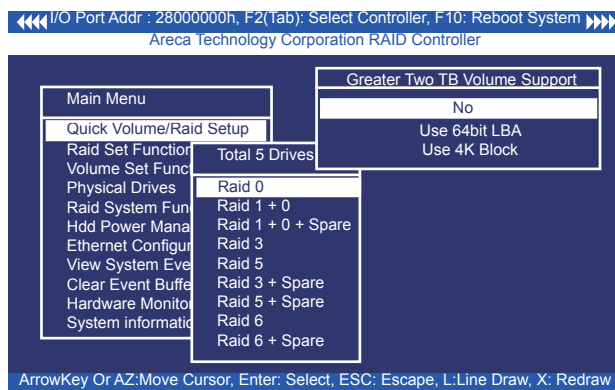 I/O Port Addr : 28000000h, F2(Tab): Select Controller, F10: Reboot System
Areca Technology Corporation RAID Controller
Main Menu
Quick Volume/Raid Setup
Raid Set Function
Volume Set Funct
Physical Drives
Raid System Fun
Hdd Power Mana
Ethernet Configur
View System Eve
Clear Event Buffe
Hardware Monito
System informatio
Total 5 Drives
Raid 0
Raid 1 + 0
Raid 1 + 0 + Spare
Raid 3
Raid 5
Raid 3 + Spare
Raid 5 + Spare
Raid 6
Raid 6 + Spare
Greater Two TB Volume Support
No
Use 64bit LBA
Use 4K Block
ArrowKey Or AZ:Move Cursor, Enter: Select, ESC: Escape, L:Line Draw, X: Redraw